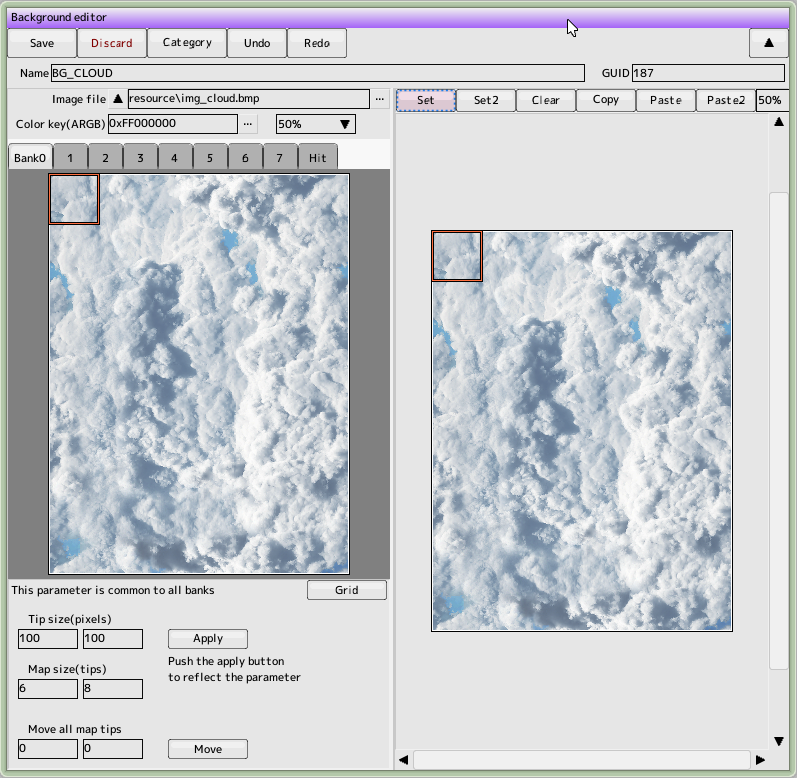 Background editor
Save Discard Category Undo Redo ▲
Name BG_CLOUD GUID 187
Image file ▲ resource\img_cloud.bmp ...
Color key(ARGB) 0xFF000000 ... 50% ▼
Set Set2 Clear Copy Paste Paste2 50%
Bank0 1 2 3 4 5 6 7 Hit
This parameter is common to all banks Grid
Tip size(pixels)
100 100 Apply
Push the apply button
to reflect the parameter
Map size(tips)
6 8
Move all map tips
0 0 Move